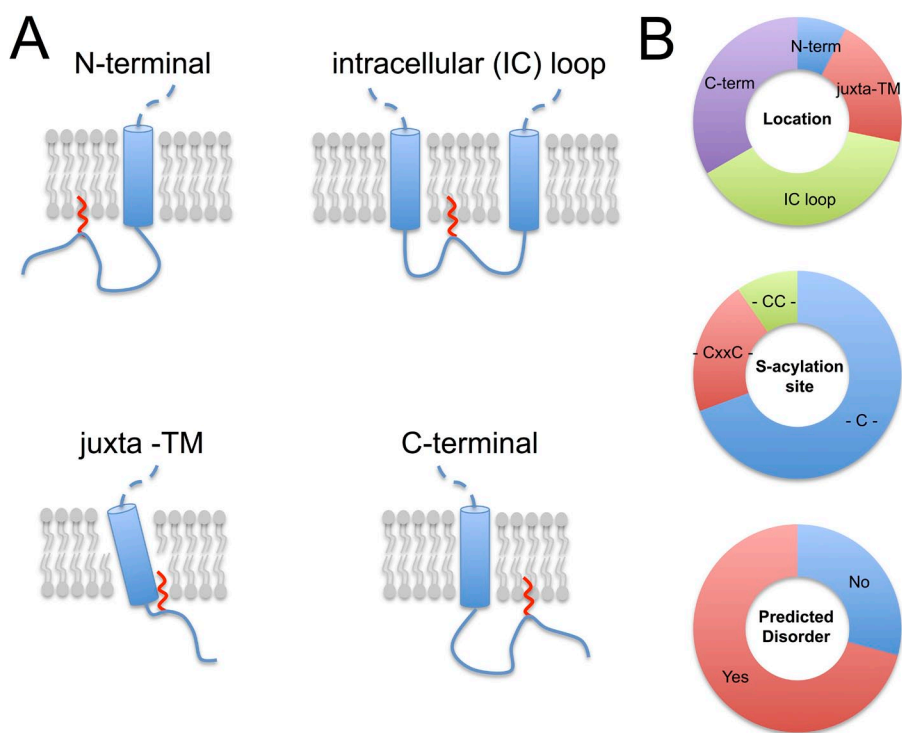 A
N-terminal
intracellular (IC) loop
juxta -TM
C-terminal
B
N-term
C-term
juxta-TM
Location
IC loop
- CC -
- CxxC -
S-acylation
site
- C -
No
Predicted
Disorder
Yes